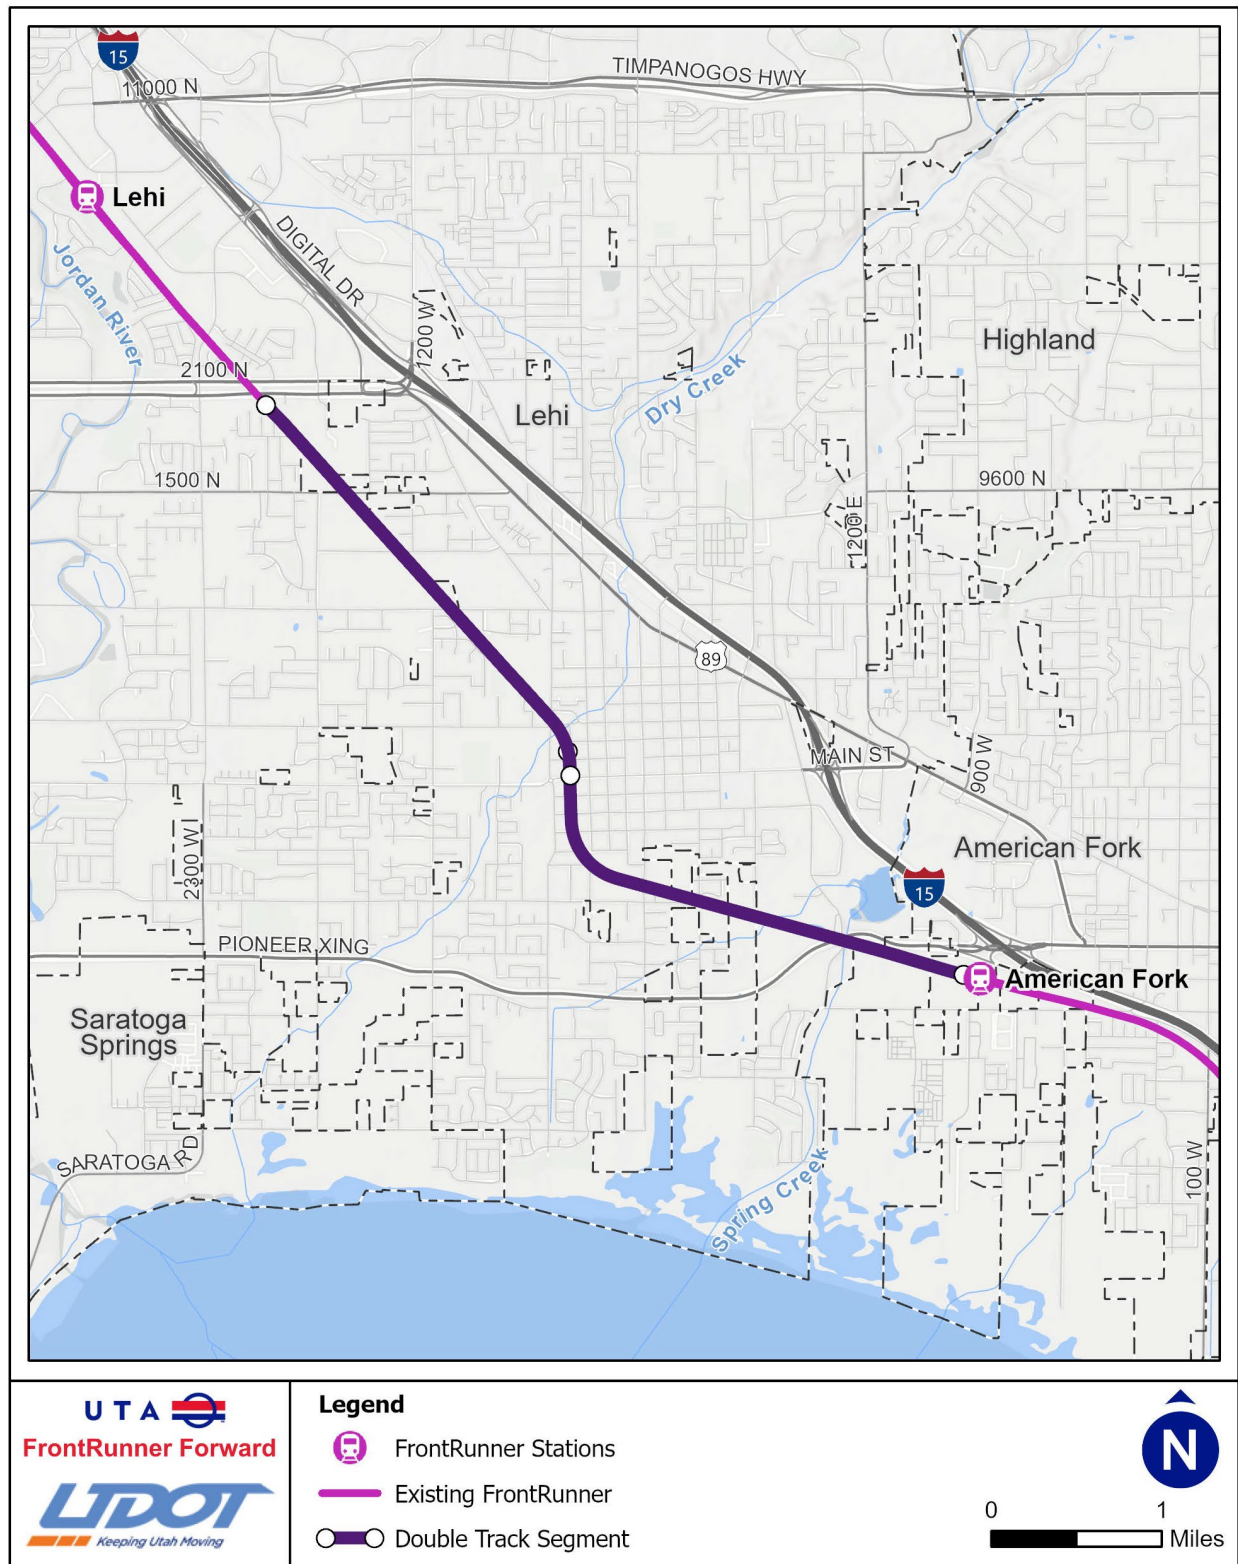 15
TIMPANOGOS HWY
11000 N
Lehi
DIGITAL DR
Jordan River
1200 W
Highland
2100 N
Dry Creek
Lehi
1500 N
9600 N
1200 E
89
MAIN ST
900 W
2300 W
American Fork
15
PIONEER XING
American Fork
Saratoga
Springs
SARATOGA RD
Spring Creek
100 W
UTA
FrontRunner Forward
UDOT
Keeping Utah Moving
Legend
FrontRunner Stations
Existing FrontRunner
Double Track Segment
N
0 1
Miles